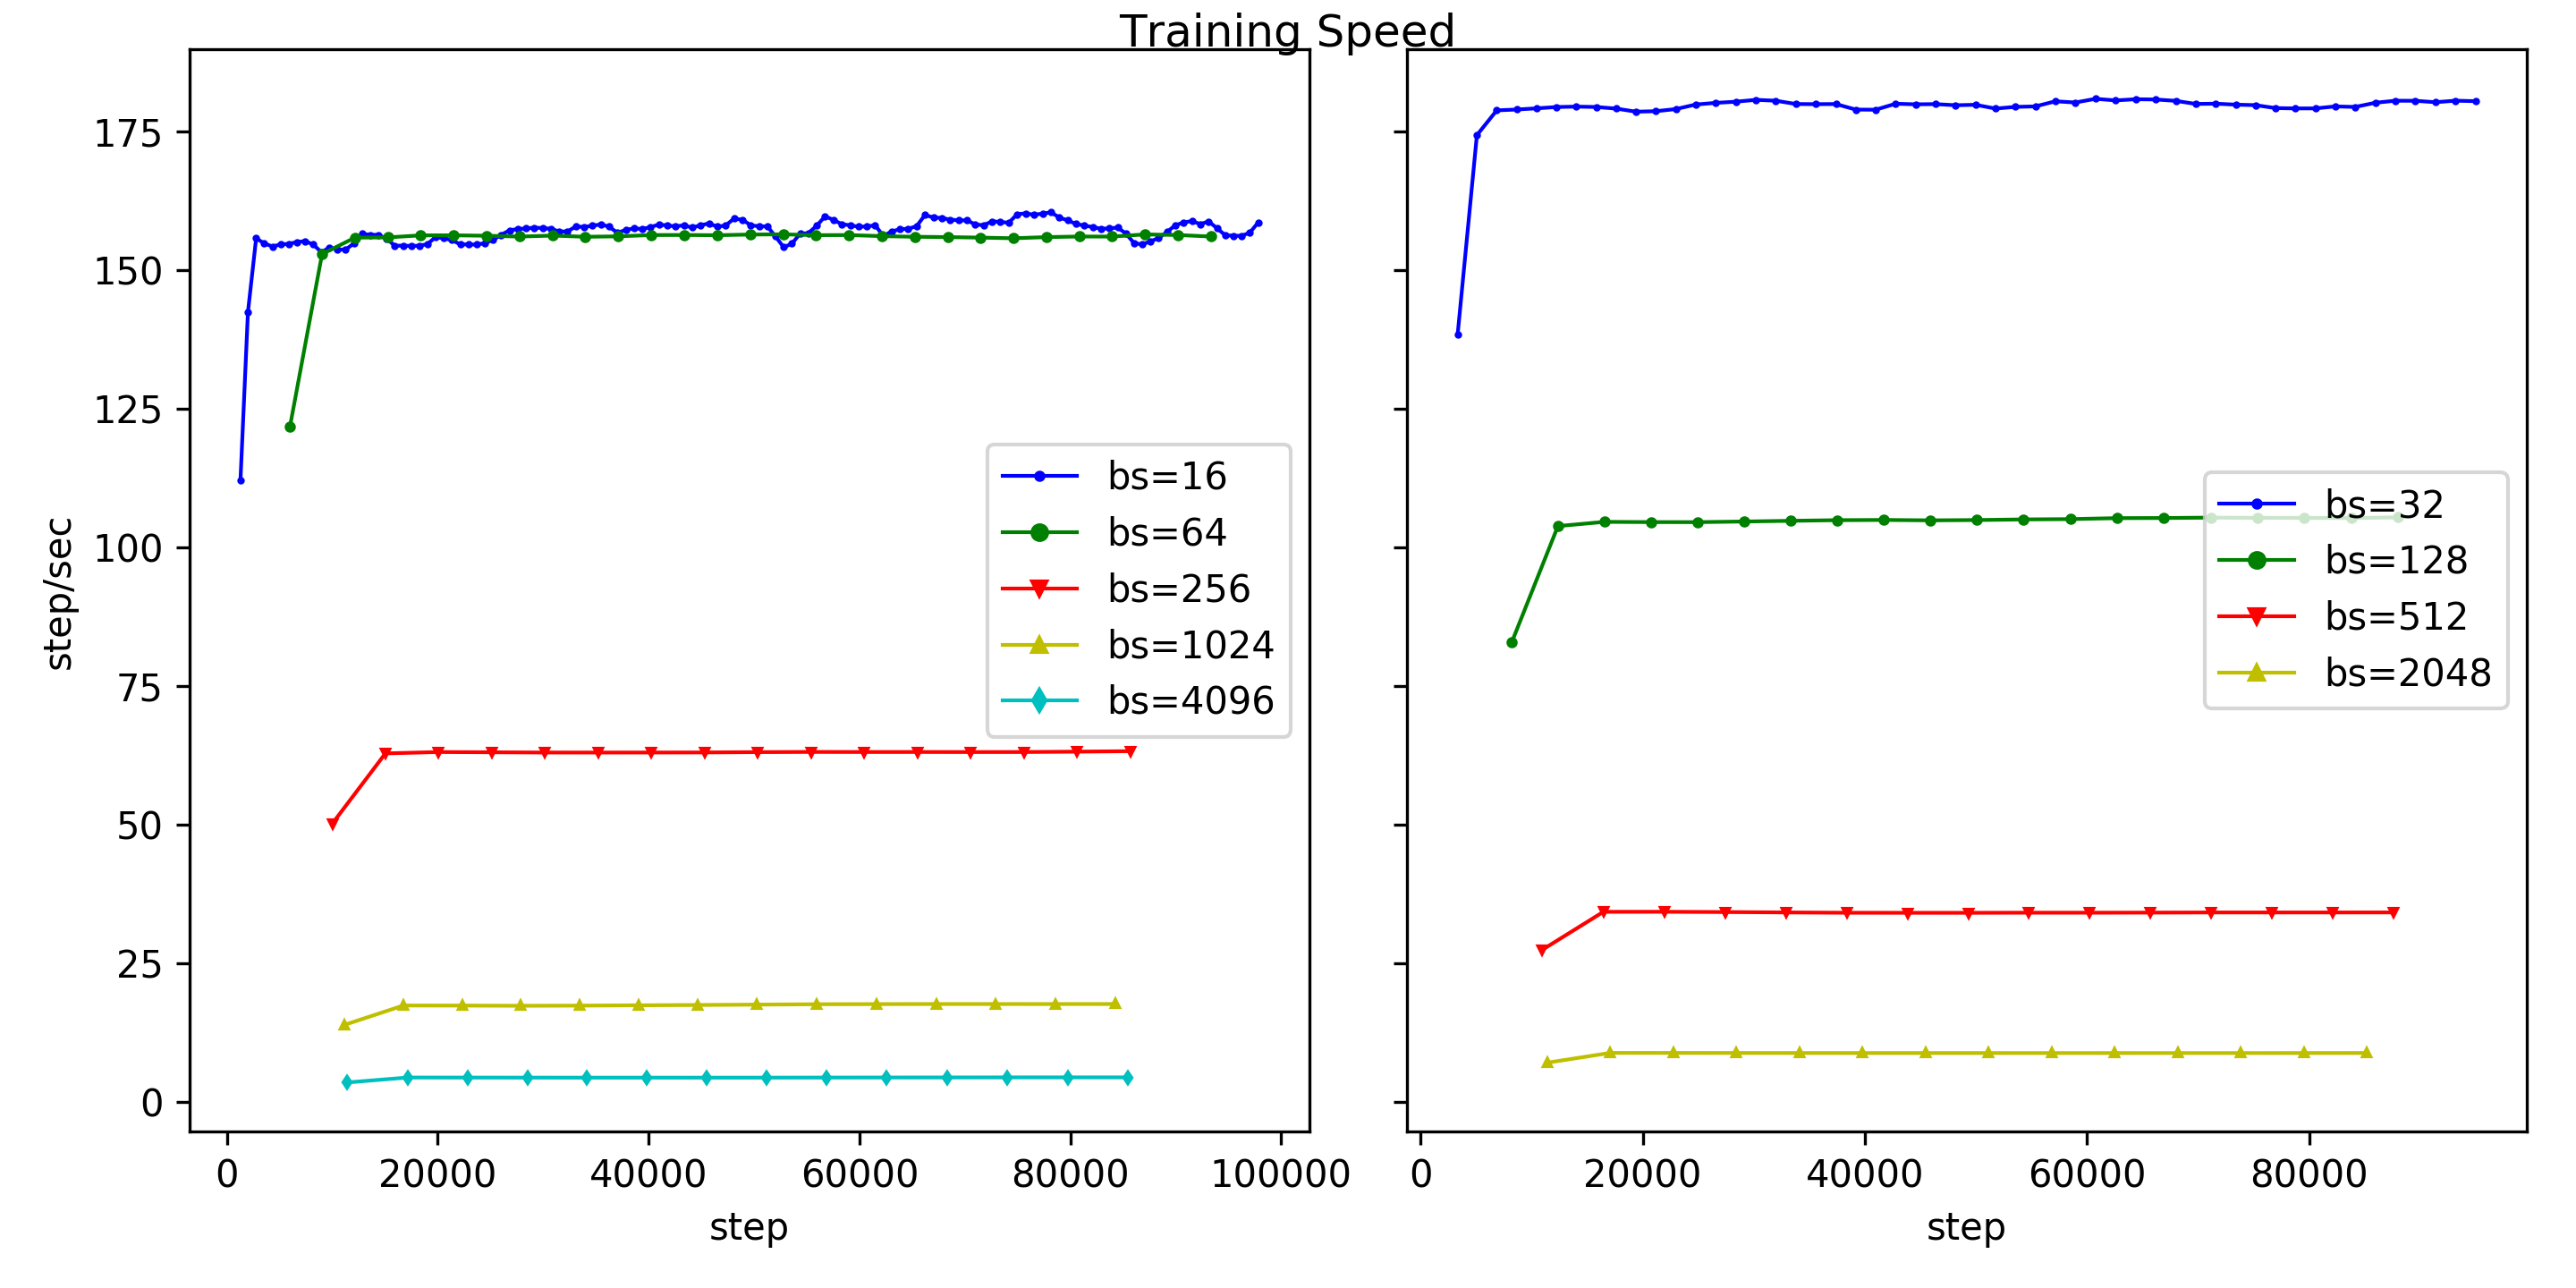 Training Speed
step/sec
175
150
125
100
75
50
25
0
bs=16
bs=64
bs=256
bs=1024
bs=4096
0 20000 40000 60000 80000 100000
step
bs=32
bs=128
bs=512
bs=2048
0 20000 40000 60000 80000
step